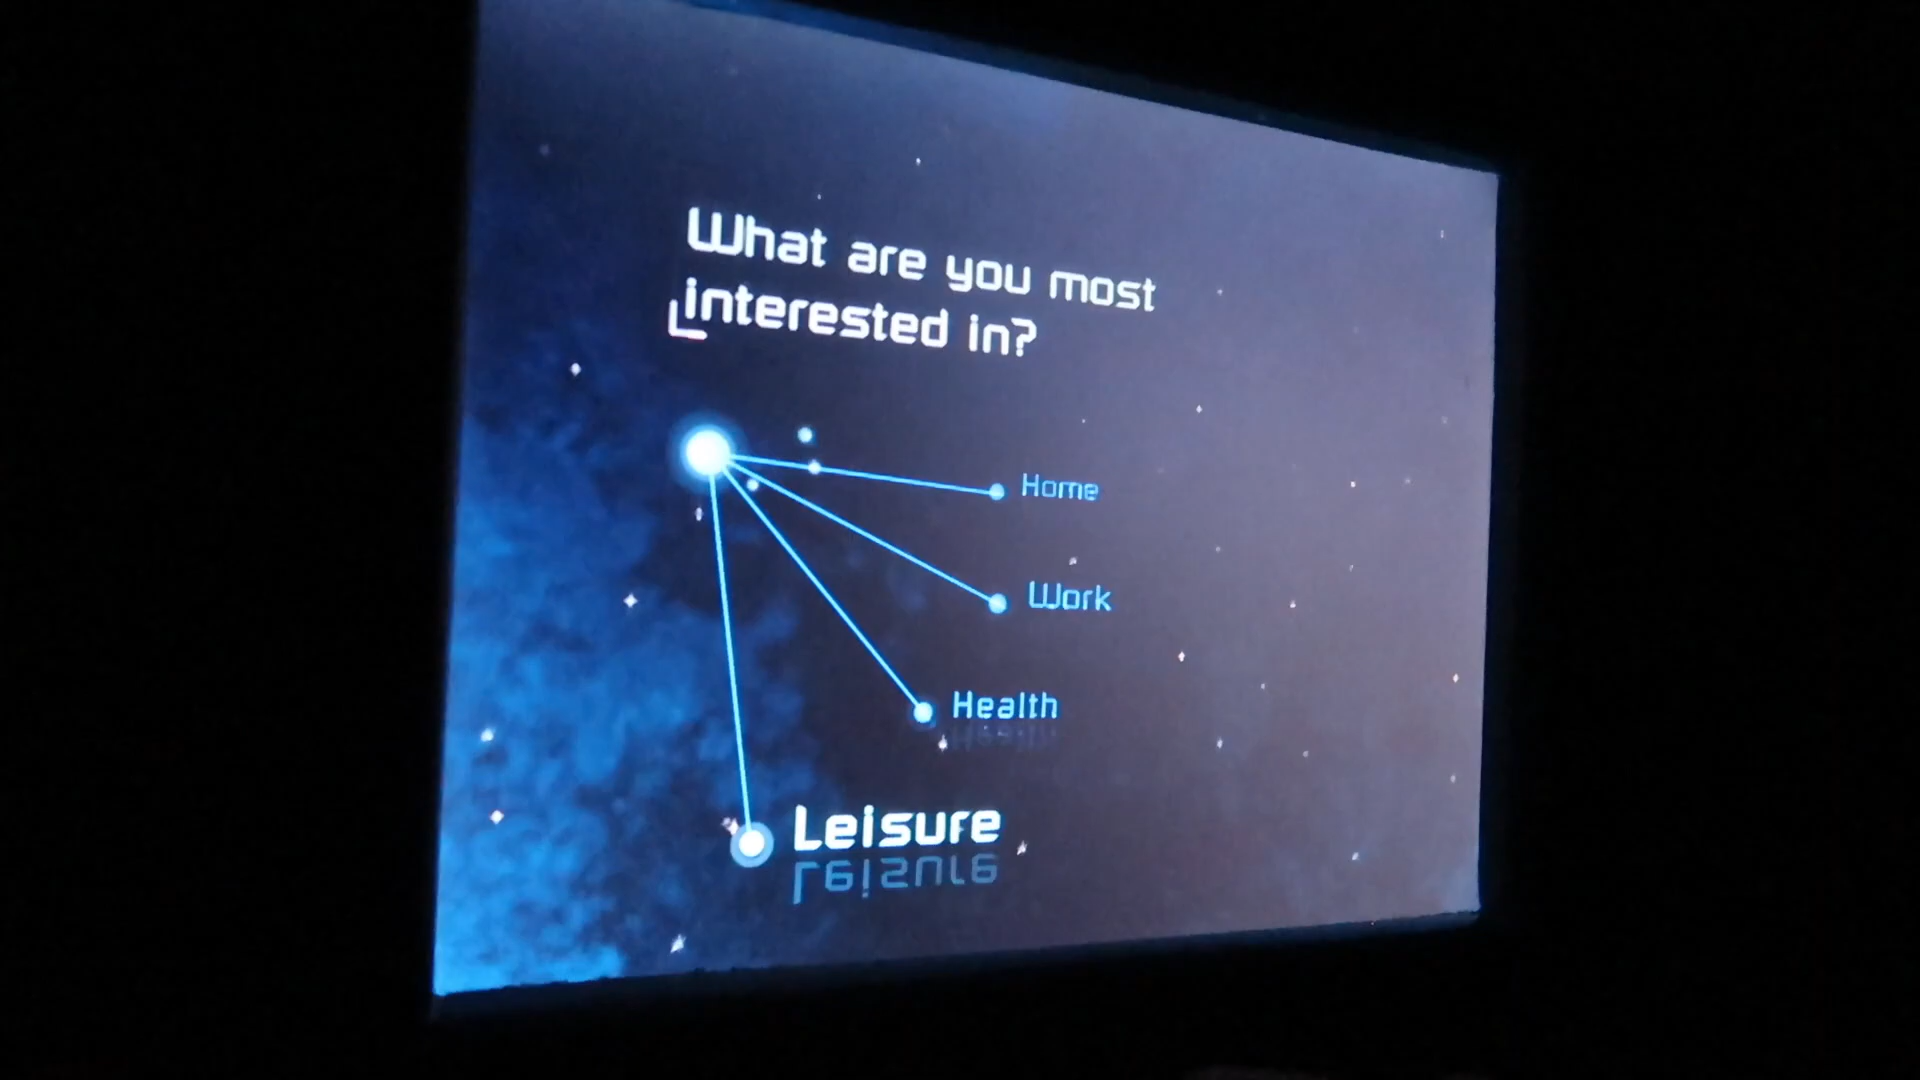 What are you most
interested in?
Home
Work
Health
Leisure